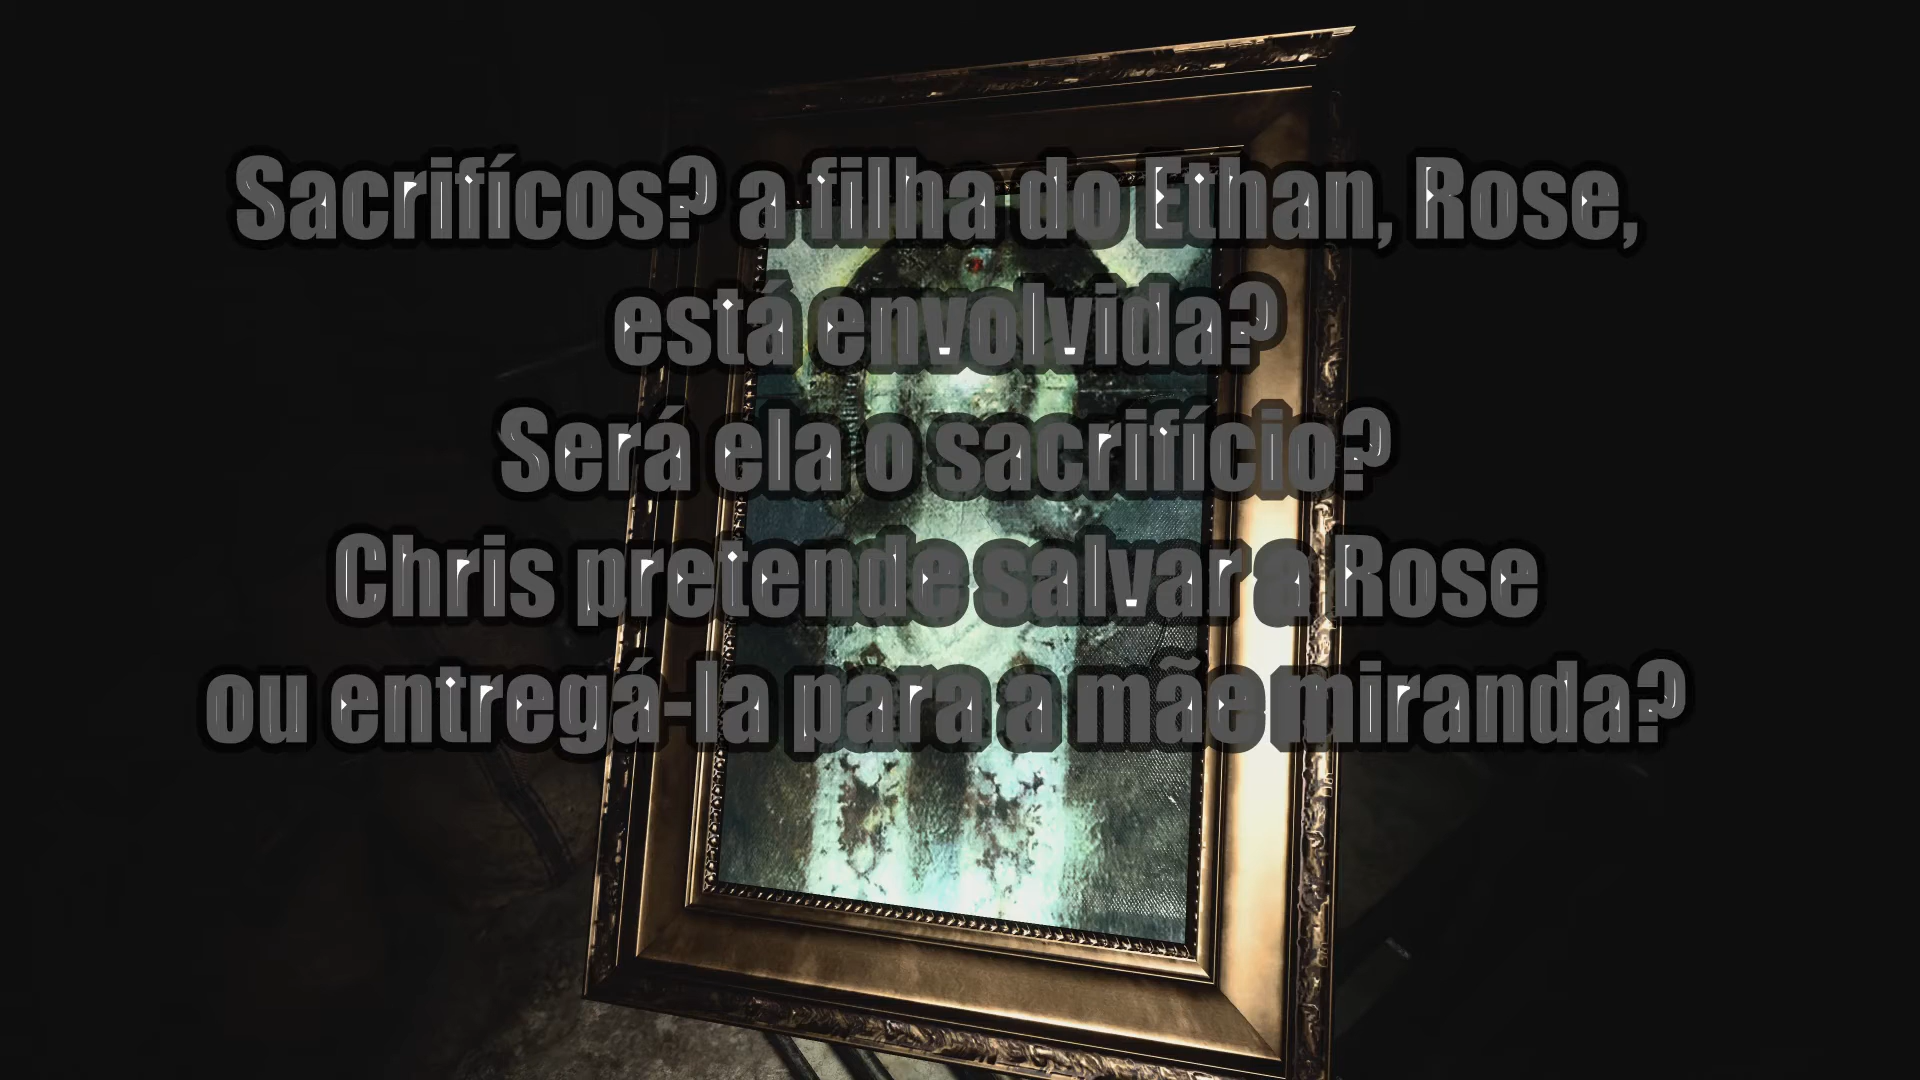 Sacrifícos? a filha do Ethan, Rose,
está envolvida?
Será ela o sacrifício?
Chris pretende salvar a Rose
ou entregá-la para a mãe miranda?